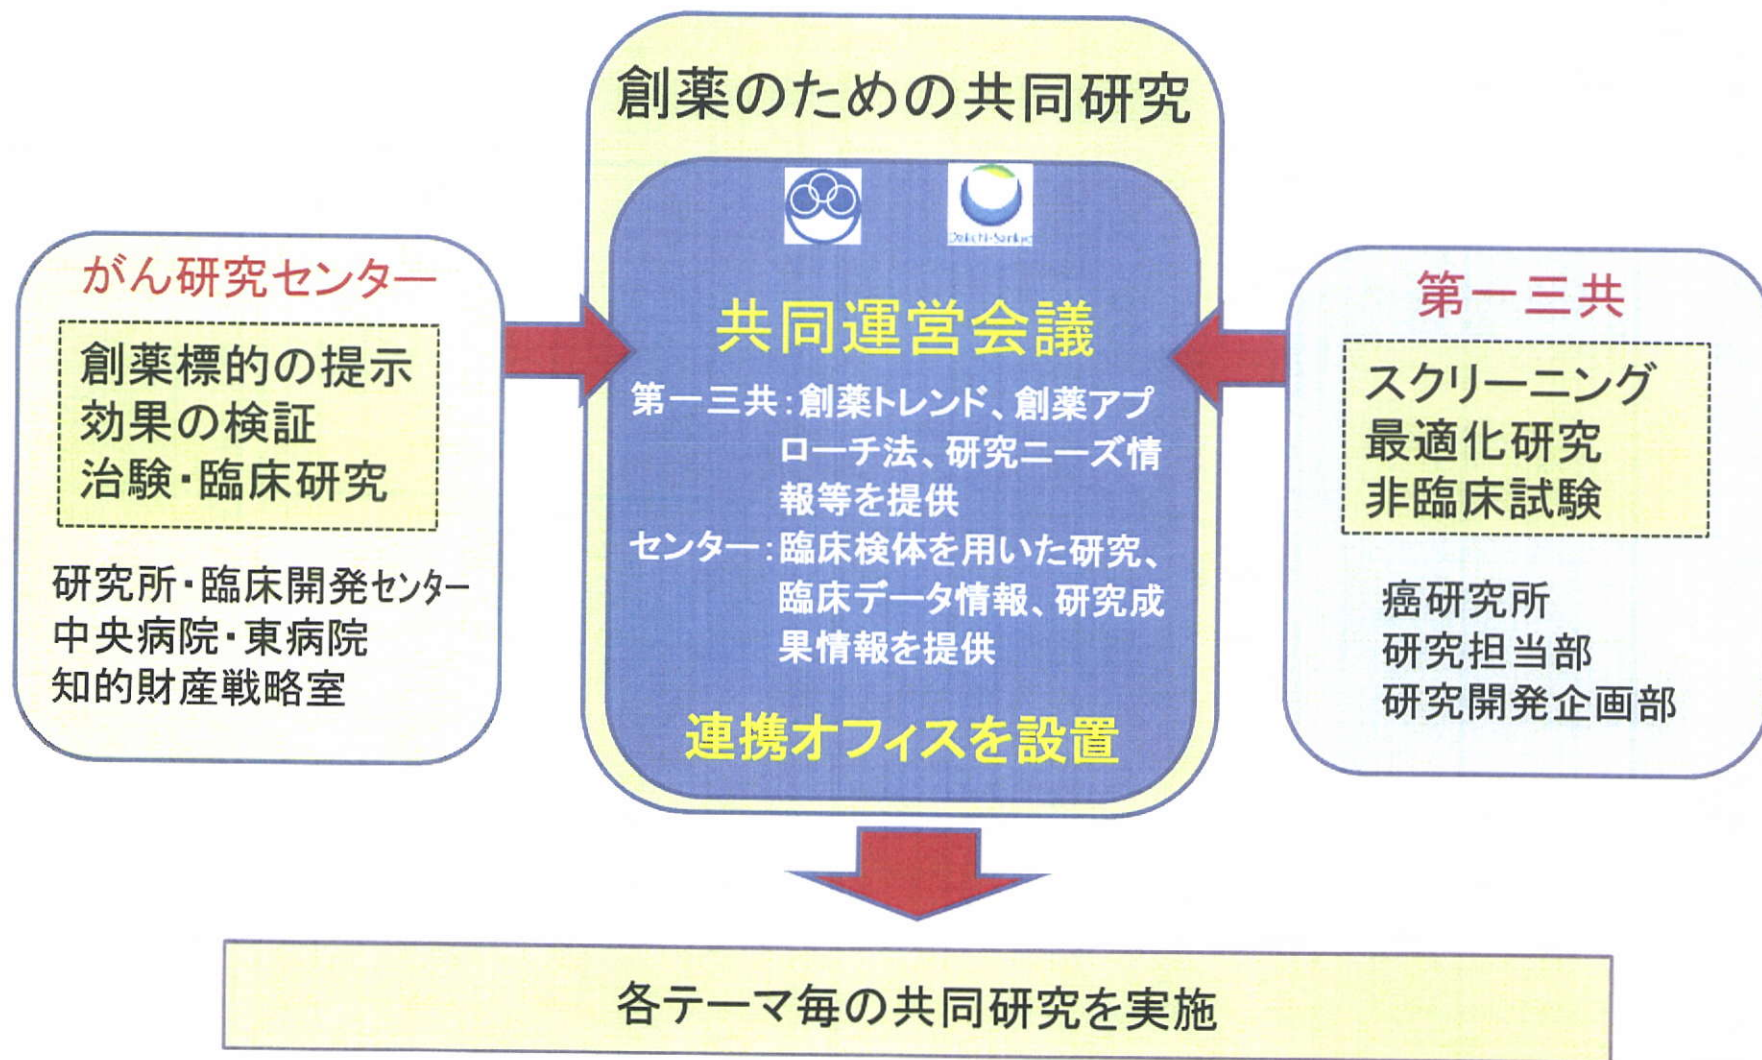 創薬のための共同研究
Daiichi-Sankyo
がん研究センター
創薬標的の提示
効果の検証
治験・臨床研究
研究所・臨床開発センター
中央病院・東病院
知的財産戦略室
共同運営会議
第一三共：創薬トレンド、創薬アプ
ローチ法、研究ニーズ情
報等を提供
センター：臨床検体を用いた研究、
臨床データ情報、研究成
果情報を提供
連携オフィスを設置
第一三共
スクリーニング
最適化研究
非臨床試験
癌研究所
研究担当部
研究開発企画部
各テーマ毎の共同研究を実施